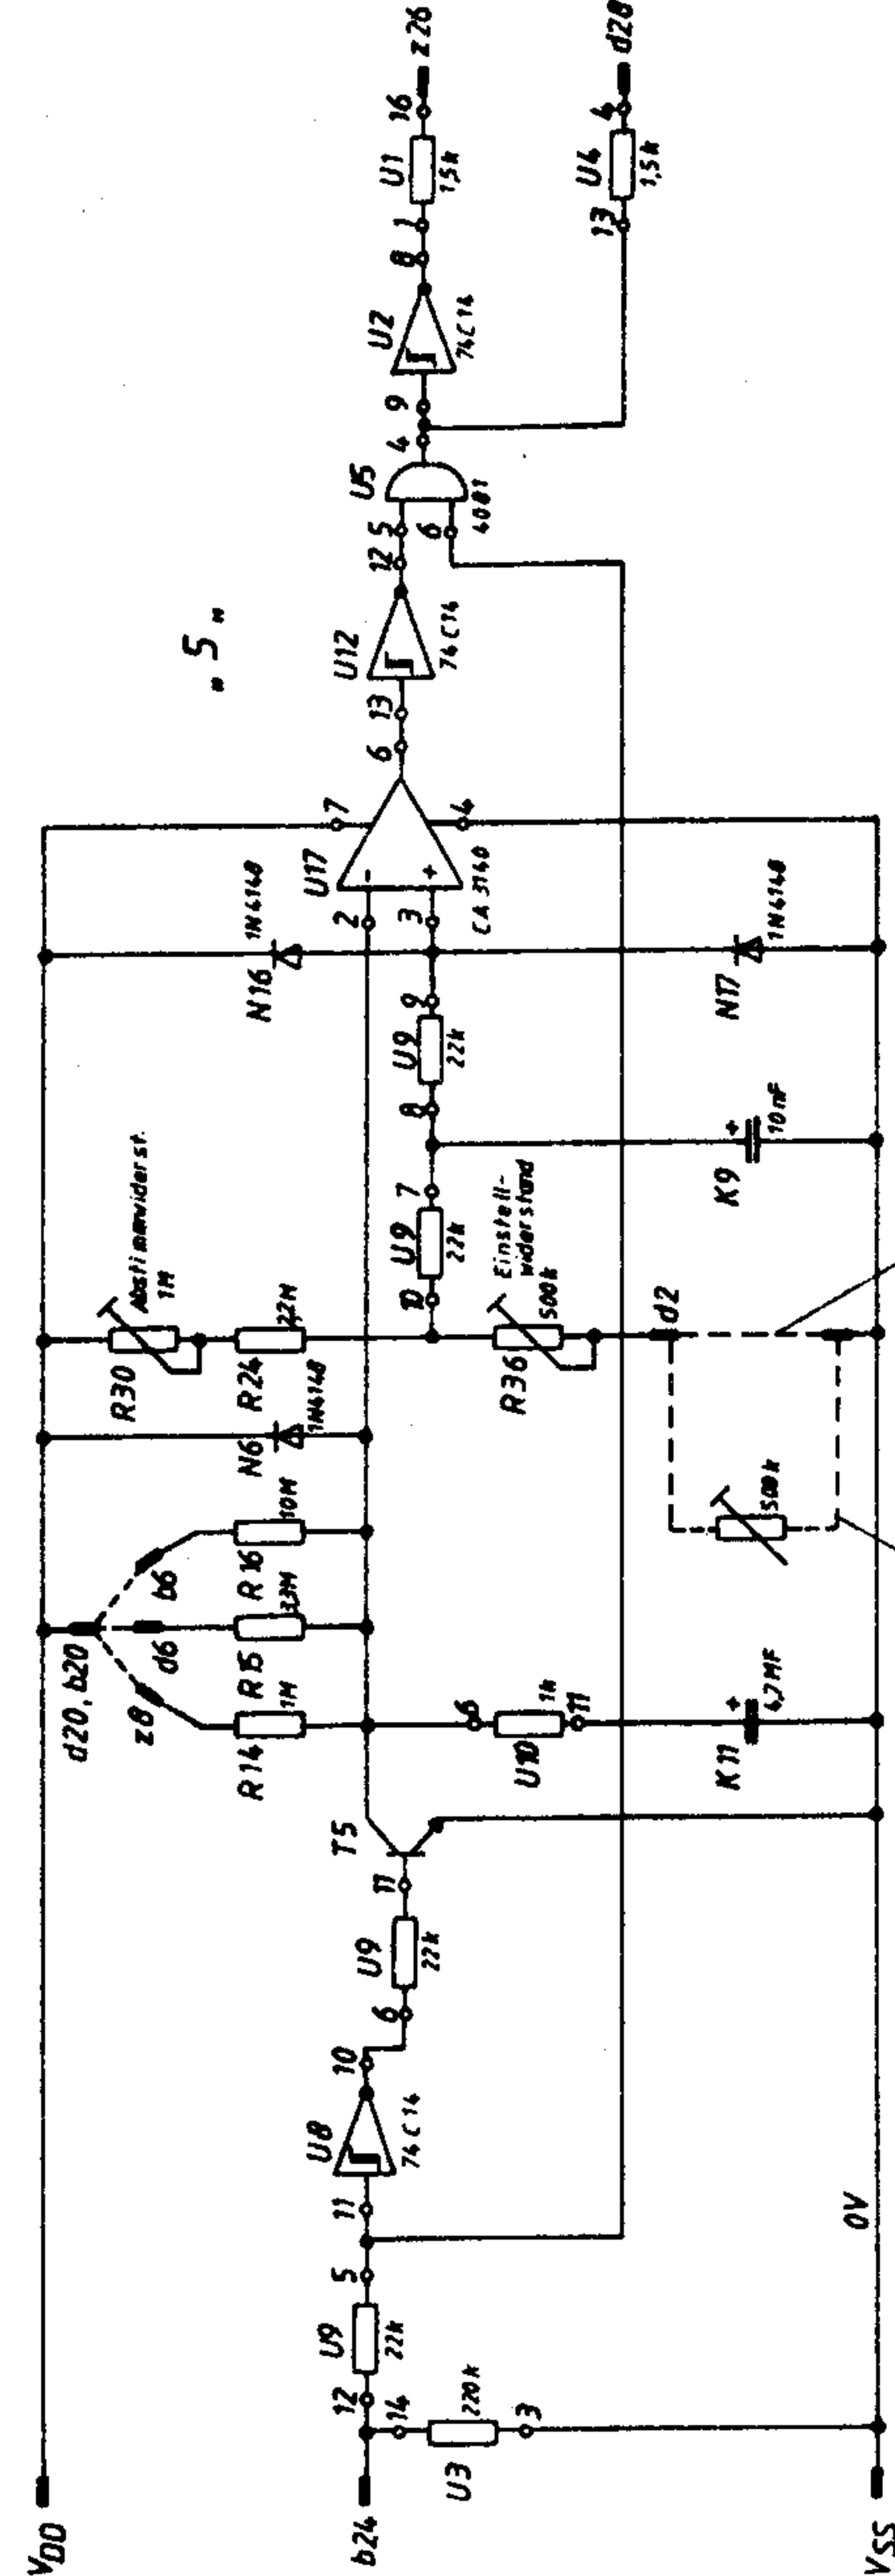 VDD
b24
VSS
0V
„5"
U3
220k
14
3
12
U9
22k
5
11
U8
74C14
10
6
U9
22k
11
T5
d20, b20
z8
d6
b6
R14
1M
R15
3,3M
R16
10M
6
U10
1k
11
K11
+
4,7MF
N6
1N4148
R30
Abstimmwiderst.
1M
R24
2,2M
10
U9
22k
7
R36
Einstell-
widerstand
500k
d2
500k
8
U9
22k
9
K9
+
10nF
N16
1N4148
N17
1N4148
2
3
-
+
U17
CA 3140
7
4
6
13
U12
74C14
12
5
6
U5
4081
4
9
U2
74C14
8
1
U1
1,5k
16
z26
13
U4
1,5k
4
d28